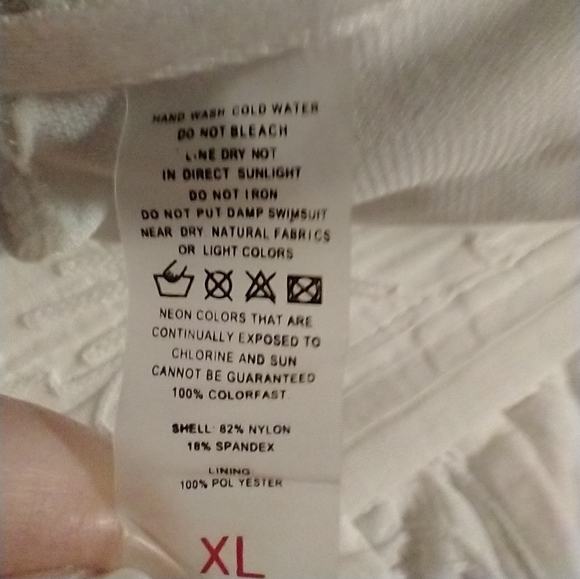 HAND WASH COLD WATER
DO NOT BLEACH
LINE DRY NOT
IN DIRECT SUNLIGHT
DO NOT IRON
DO NOT PUT DAMP SWIMSUIT
NEAR DRY. NATURAL FABRICS
OR LIGHT COLORS
NEON COLORS THAT ARE
CONTINUALLY EXPOSED TO
CHLORINE AND SUN
CANNOT BE GUARANTEED
100% COLORFAST
SHELL: 82% NYLON
18% SPANDEX
LINING:
100% POLYESTER
XL